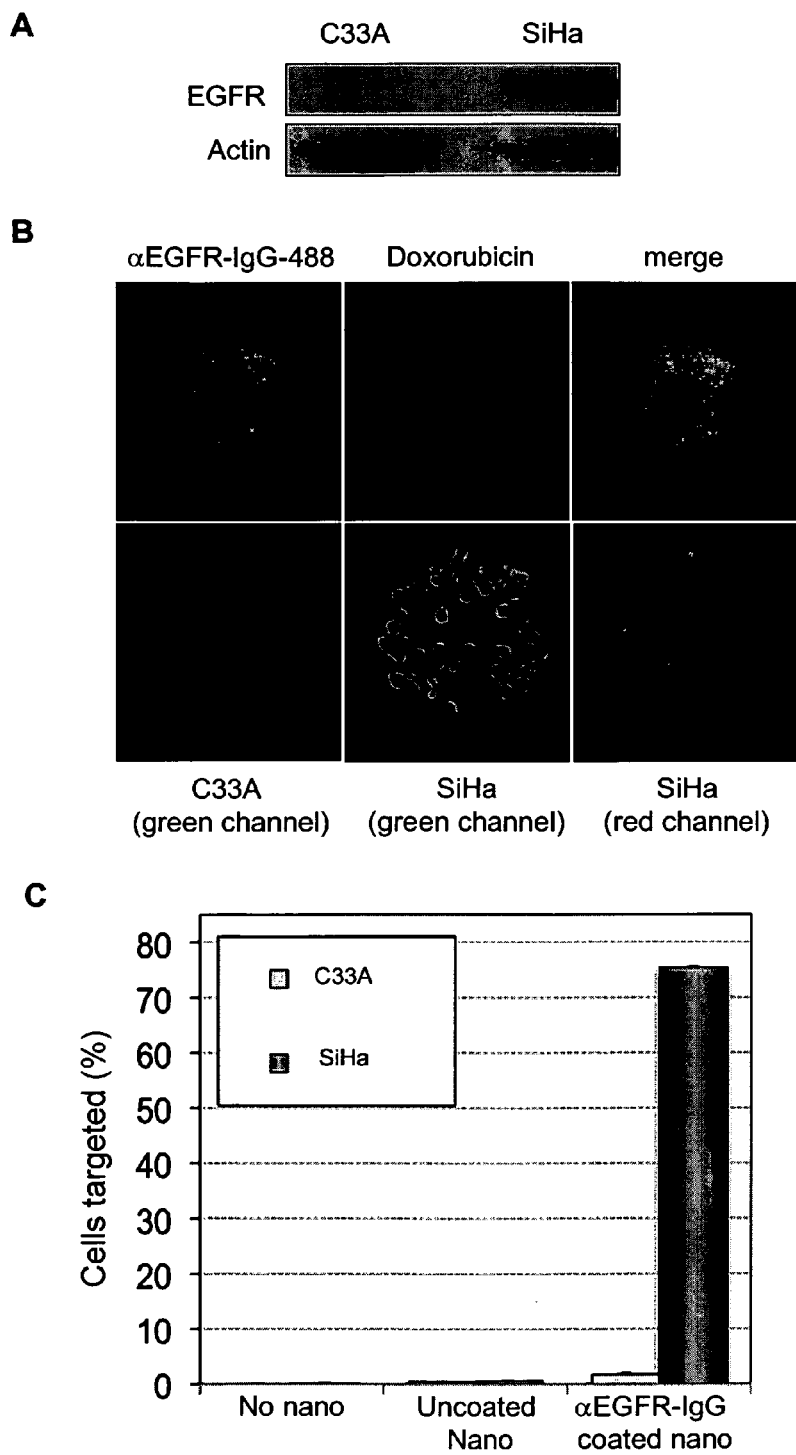 A
C33A SiHa
EGFR
Actin
B
αEGFR-IgG-488 Doxorubicin merge
C33A SiHa SiHa
(green channel) (green channel) (red channel)
C
Cells targeted (%)
80
70
60
50
40
30
20
10
0
C33A
SiHa
No nano Uncoated αEGFR-IgG
Nano coated nano